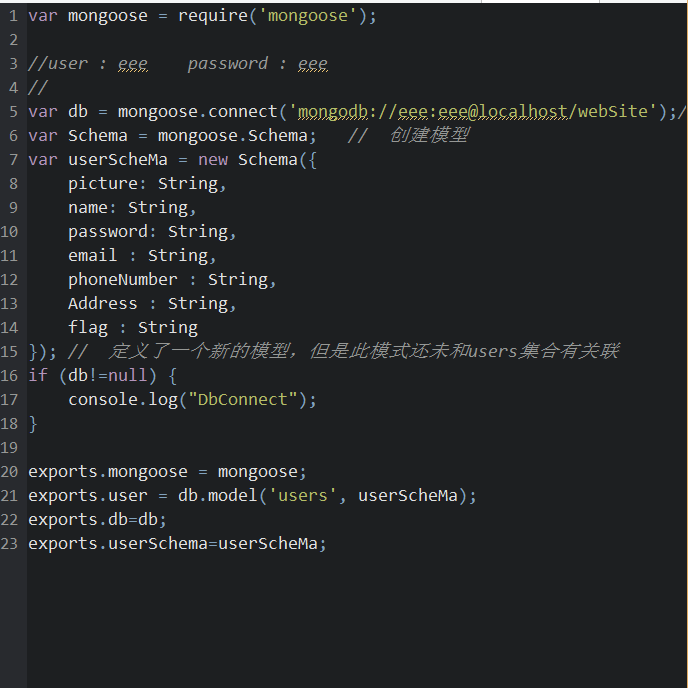 1 var mongoose = require('mongoose');
2
3 //user : eee    password : eee
4 //
5 var db = mongoose.connect('mongodb://eee:eee@localhost/webSite');/
6 var Schema = mongoose.Schema;   //  创建模型
7 var userScheMa = new Schema({
8     picture: String,
9     name: String,
10     password: String,
11     email : String,
12     phoneNumber : String,
13     Address : String,
14     flag : String
15 }); //  定义了一个新的模型，但是此模式还未和users集合有关联
16 if (db!=null) {
17     console.log("DbConnect");
18 }
19
20 exports.mongoose = mongoose;
21 exports.user = db.model('users', userScheMa);
22 exports.db=db;
23 exports.userSchema=userScheMa;